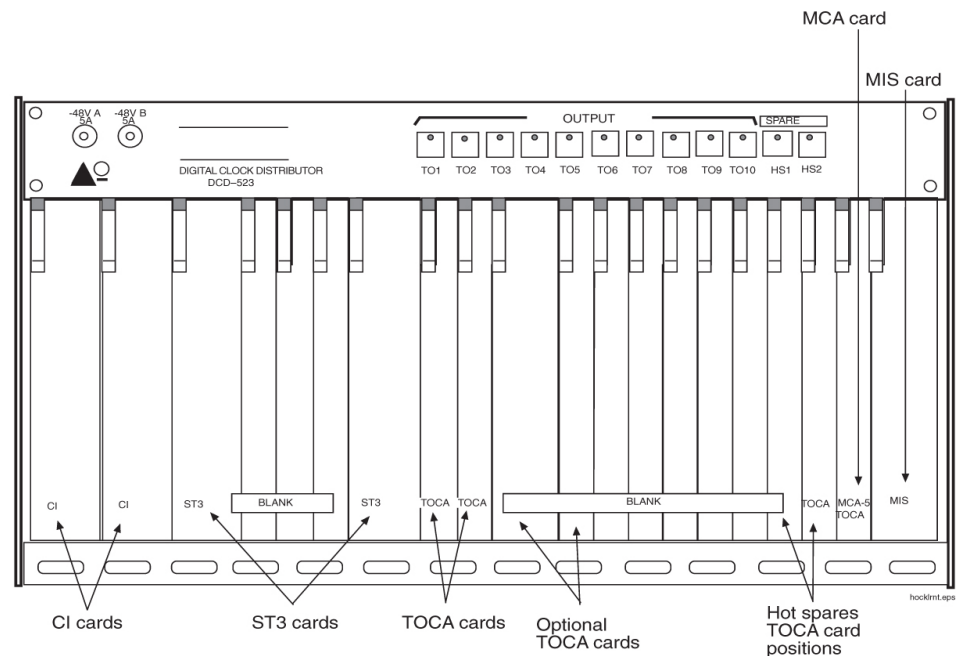 MCA card
MIS card
-48V A
5A
-48V B
5A
OUTPUT
SPARE
TO1 TO2 TO3 TO4 TO5 TO6 TO7 TO8 TO9 TO10 HS1 HS2
DIGITAL CLOCK DISTRIBUTOR
DCD–523
CI
CI
ST3
BLANK
ST3
TOCA
TOCA
BLANK
TOCA
MCA-5
TOCA
MIS
hocklrnt.eps
CI cards
ST3 cards
TOCA cards
Optional
TOCA cards
Hot spares
TOCA card
positions